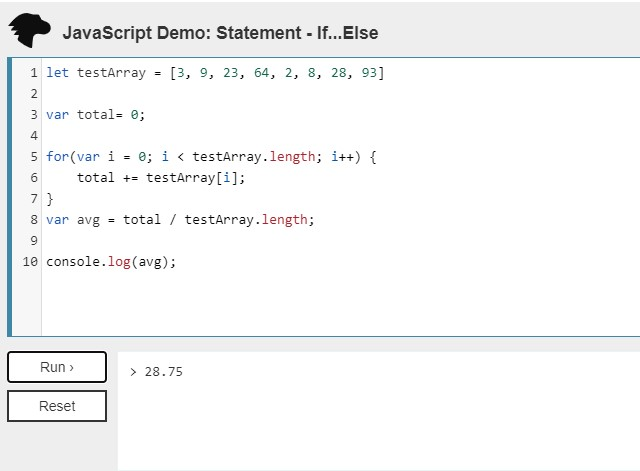 JavaScript Demo: Statement - If...Else
1 let testArray = [3, 9, 23, 64, 2, 8, 28, 93]
2
3 var total= 0;
4
5 for(var i = 0; i < testArray.length; i++) {
6     total += testArray[i];
7 }
8 var avg = total / testArray.length;
9
10 console.log(avg);
Run ›
> 28.75
Reset